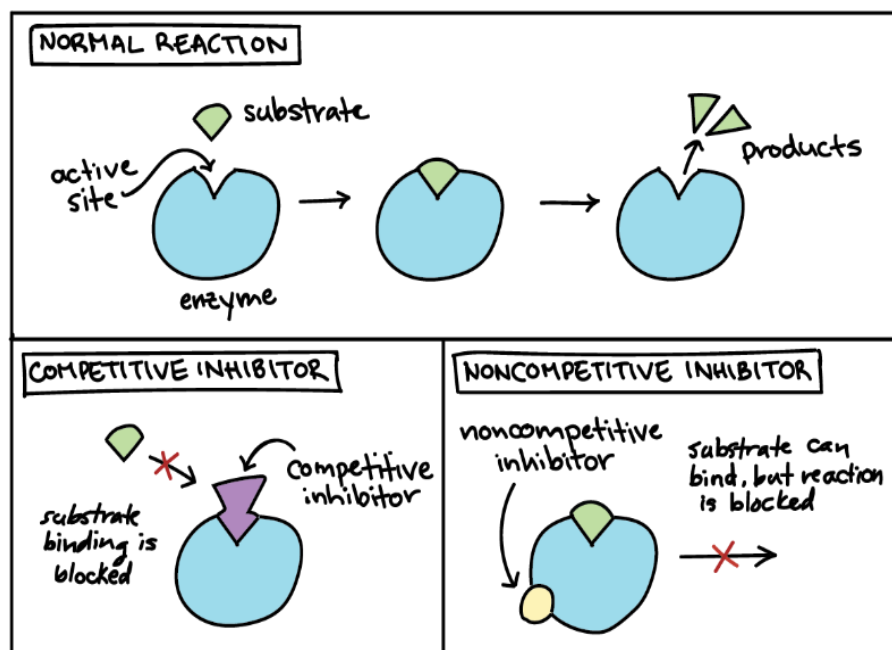 NORMAL REACTION
substrate
active
site
enzyme
products
COMPETITIVE INHIBITOR
competitive
inhibitor
substrate
binding is
blocked
NONCOMPETITIVE INHIBITOR
noncompetitive
inhibitor
substrate can
bind, but reaction
is blocked